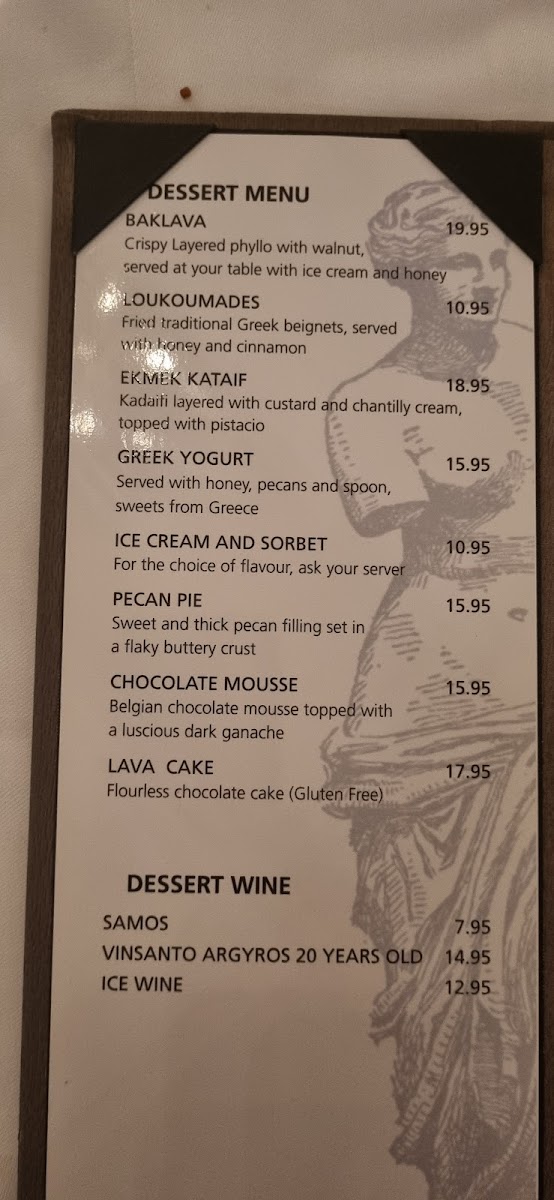 DESSERT MENU
BAKLAVA 19.95
Crispy Layered phyllo with walnut,
served at your table with ice cream and honey
LOUKOUMADES 10.95
Fried traditional Greek beignets, served
with honey and cinnamon
EKMEK KATAIF 18.95
Kadaifi layered with custard and chantilly cream,
topped with pistacio
GREEK YOGURT 15.95
Served with honey, pecans and spoon,
sweets from Greece
ICE CREAM AND SORBET 10.95
For the choice of flavour, ask your server
PECAN PIE 15.95
Sweet and thick pecan filling set in
a flaky buttery crust
CHOCOLATE MOUSSE 15.95
Belgian chocolate mousse topped with
a luscious dark ganache
LAVA CAKE 17.95
Flourless chocolate cake (Gluten Free)
DESSERT WINE
SAMOS 7.95
VINSANTO ARGYROS 20 YEARS OLD 14.95
ICE WINE 12.95